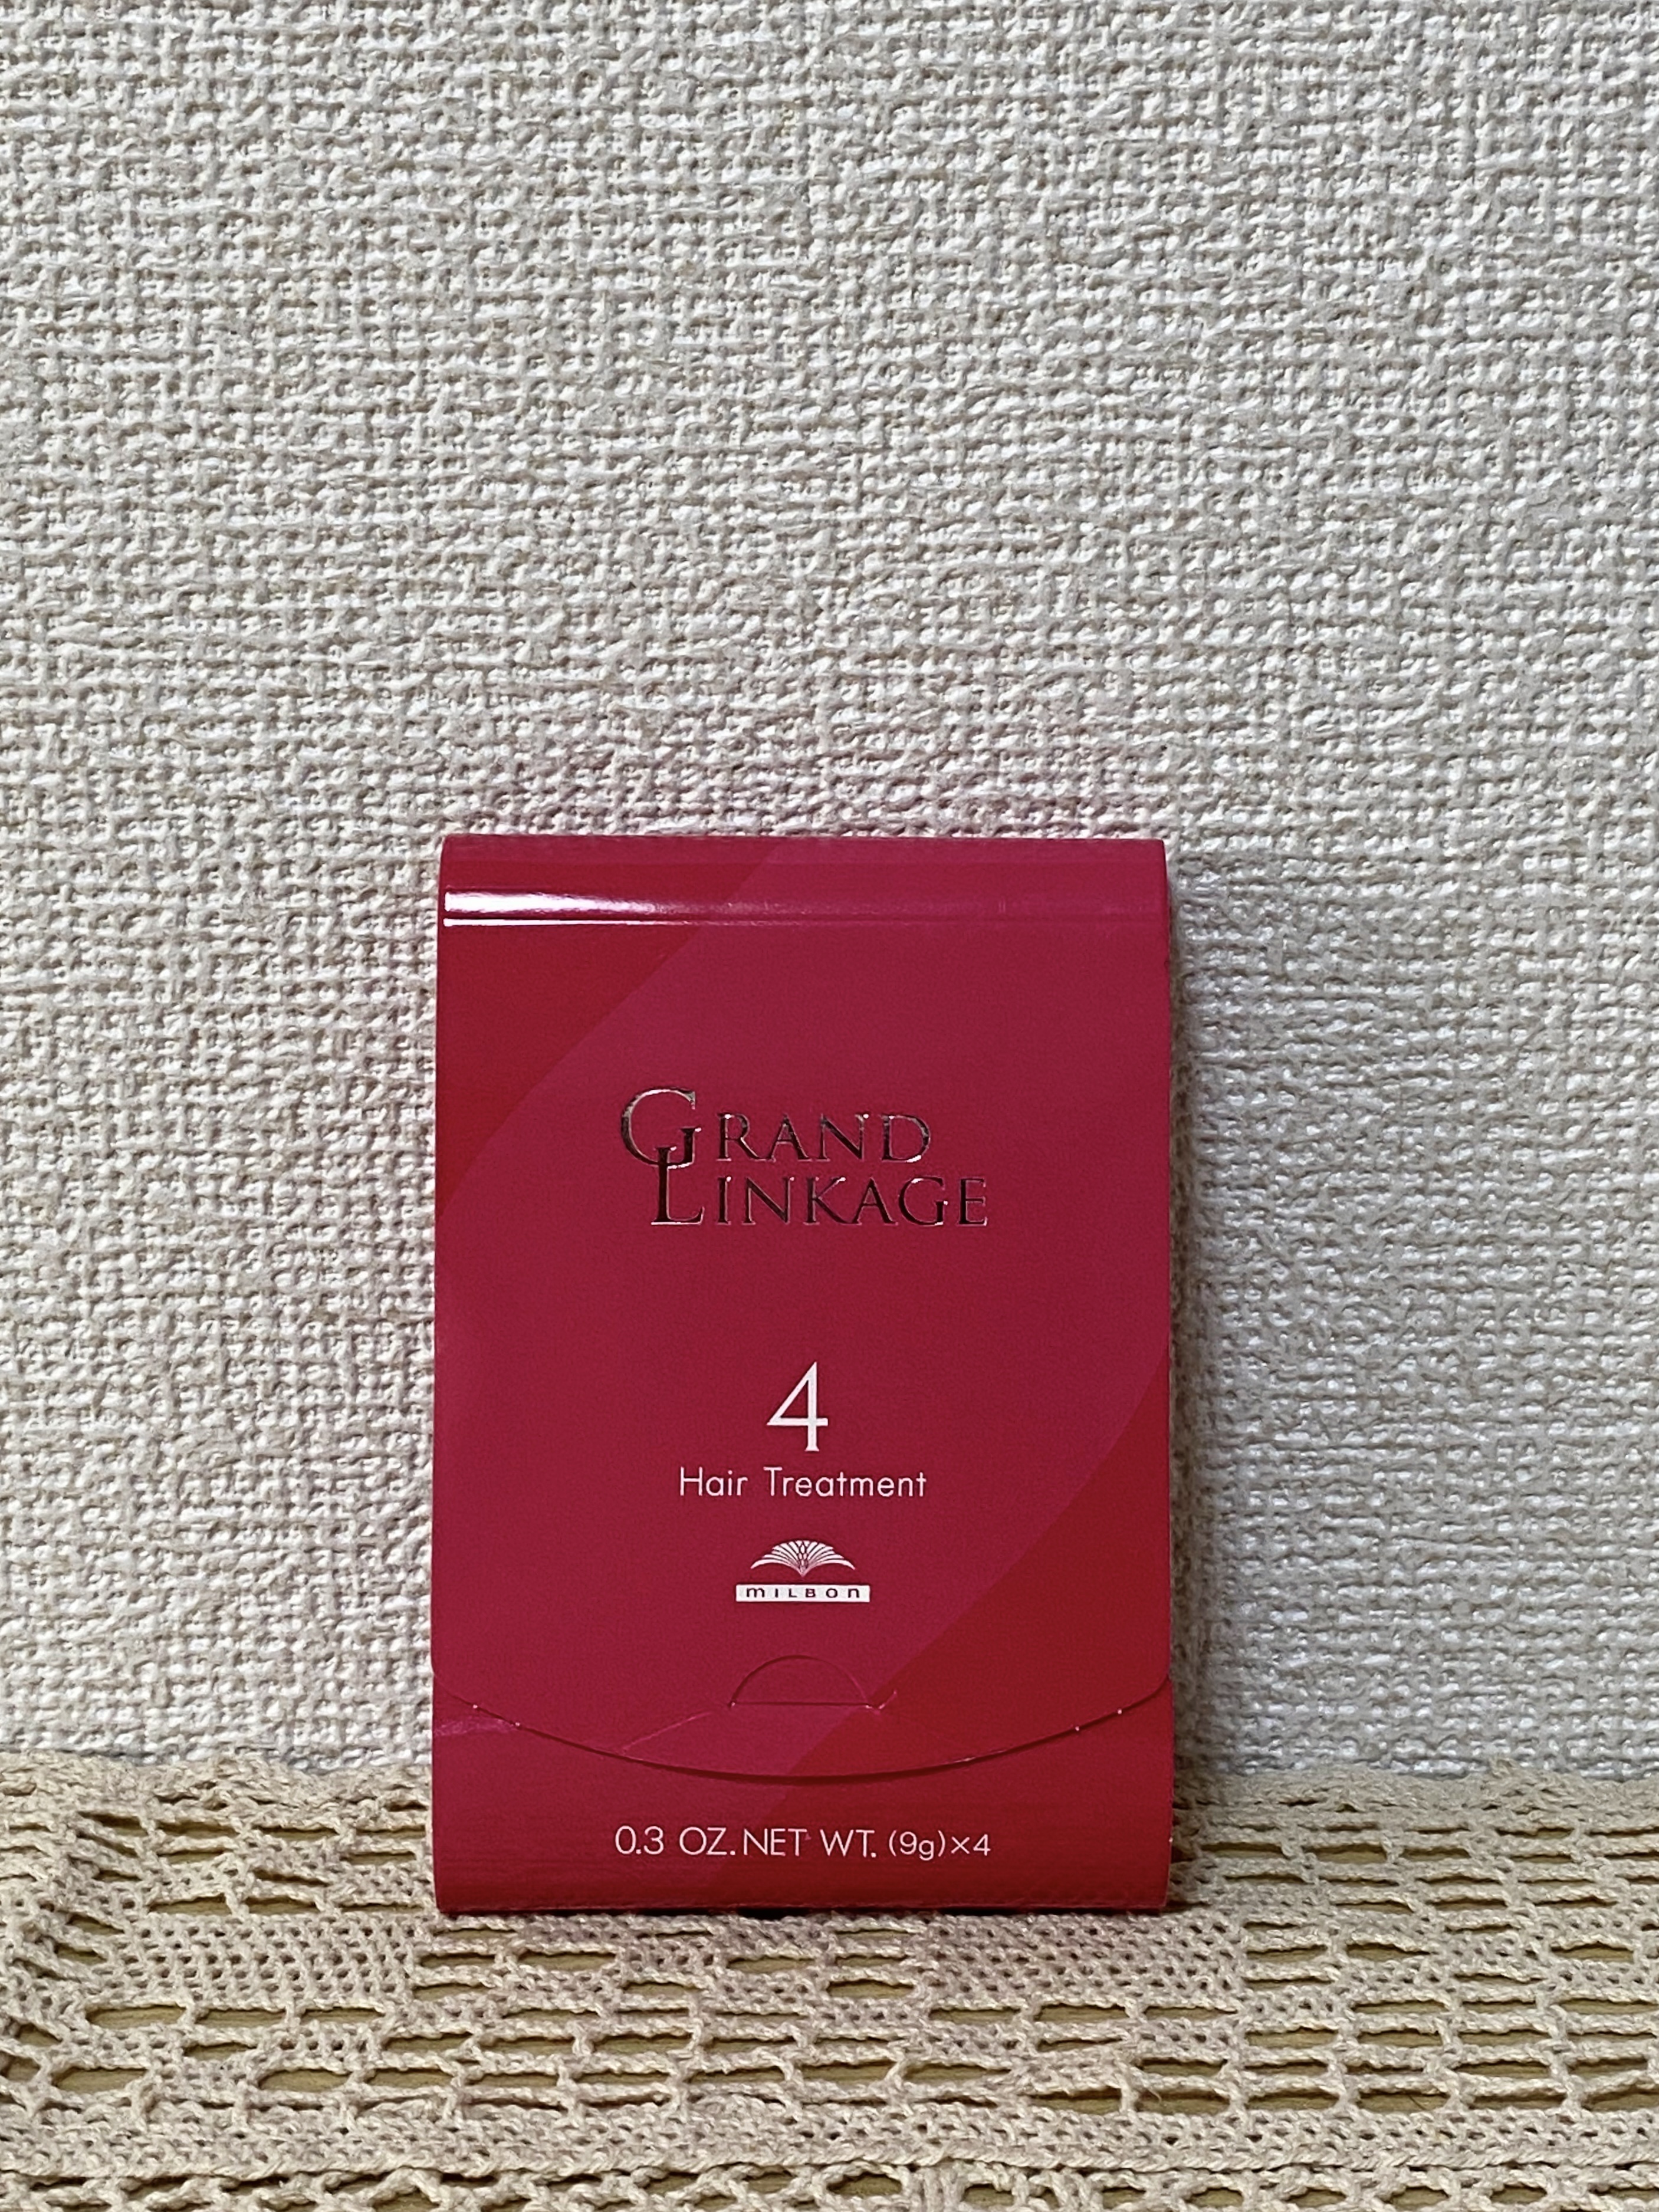 GRAND
LINKAGE
4
Hair Treatment
MILBON
0.3 OZ.NET WT. (9g)×4